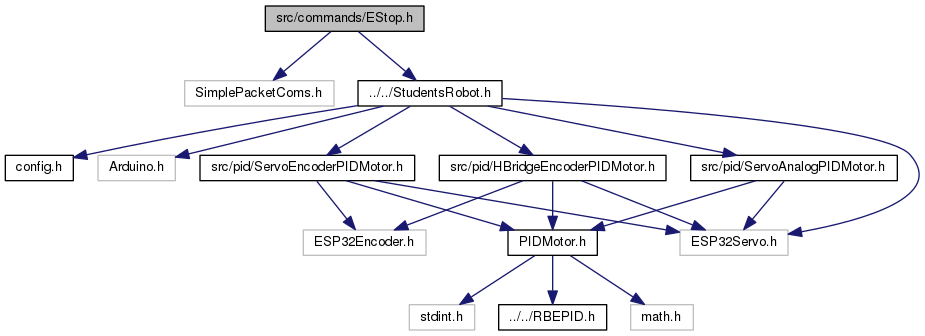 src/commands/EStop.h
SimplePacketComs.h
../../StudentsRobot.h
config.h
Arduino.h
src/pid/ServoEncoderPIDMotor.h
src/pid/HBridgeEncoderPIDMotor.h
src/pid/ServoAnalogPIDMotor.h
ESP32Encoder.h
PIDMotor.h
ESP32Servo.h
stdint.h
../../RBEPID.h
math.h